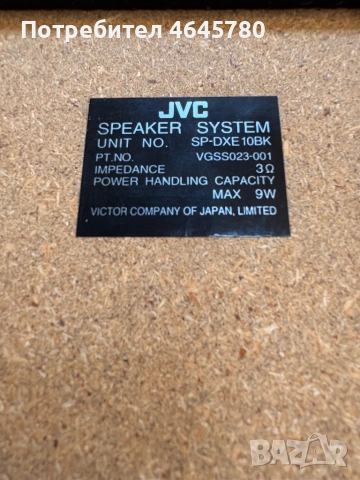 Потребител 4645780
JVC
SPEAKER SYSTEM
UNIT NO. SP-DXE10BK
PT.NO. VGSS023-001
IMPEDANCE 3Ω
POWER HANDLING CAPACITY
MAX 9W
VICTOR COMPANY OF JAPAN, LIMITED
BAZAR
bg